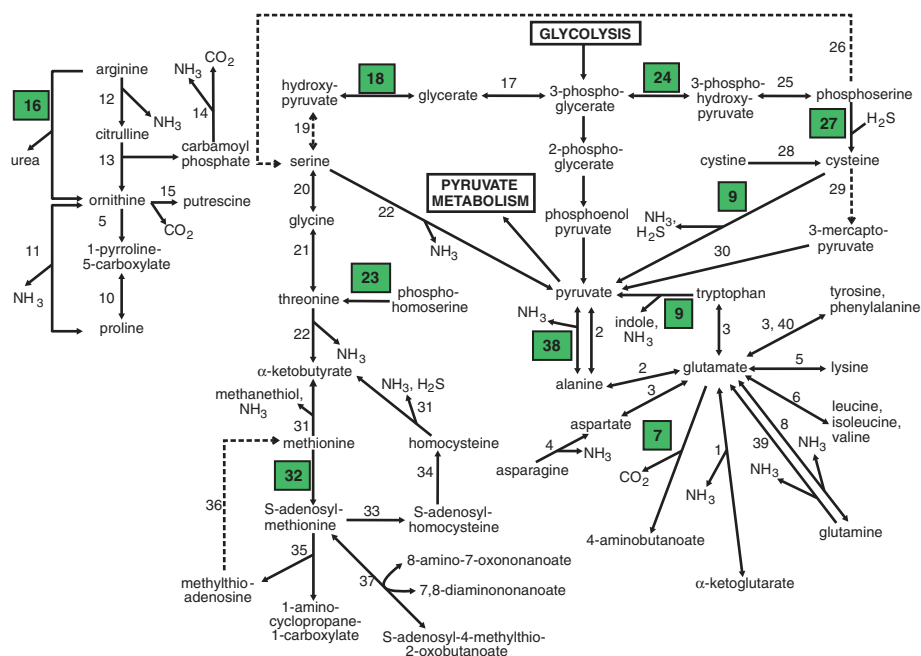 GLYCOLYSIS
26
CO2
NH3
arginine
16
12
14
NH3
urea
citrulline
13
carbamoyl
phosphate
ornithine
15
putrescine
CO2
5
1-pyrroline-
5-carboxylate
11
NH3
10
proline
hydroxy-
pyruvate
18
glycerate
17
3-phospho-
glycerate
24
3-phospho-
hydroxy-
pyruvate
25
phosphoserine
27
H2S
19
serine
2-phospho-
glycerate
cystine
28
cysteine
20
glycine
22
NH3
PYRUVATE
METABOLISM
phosphoenol
pyruvate
NH3,
H2S
9
29
3-mercapto-
pyruvate
30
21
threonine
23
phospho-
homoserine
pyruvate
tryptophan
indole,
NH3
9
tyrosine,
phenylalanine
3, 40
22
NH3
α-ketobutyrate
NH3
38
2
3
alanine
2
glutamate
5
lysine
methanethiol,
NH3
31
NH3, H2S
31
aspartate
3
6
leucine,
isoleucine,
valine
methionine
homocysteine
4
NH3
asparagine
7
CO2
1
NH3
8
39
NH3
NH3
glutamine
32
34
36
S-adenosyl-
methionine
33
S-adenosyl-
homocysteine
4-aminobutanoate
35
methylthio-
adenosine
37
8-amino-7-oxononanoate
7,8-diaminononanoate
α-ketoglutarate
1-amino-
cyclopropane-
1-carboxylate
S-adenosyl-4-methylthio-
2-oxobutanoate